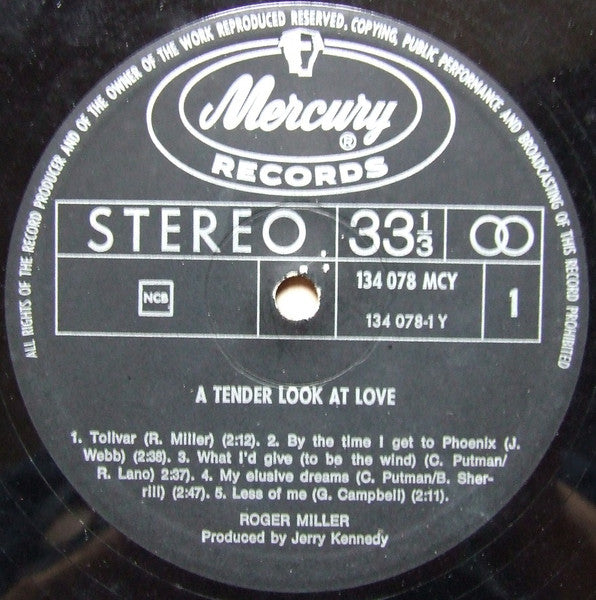 ALL RIGHTS OF THE RECORD PRODUCER AND OF THE OWNER OF THE WORK REPRODUCED RESERVED. COPYING, PUBLIC PERFORMANCE AND BROADCASTING OF THIS RECORD PROHIBITED
Mercury ®
RECORDS
STEREO 33⅓
NCB
134 078 MCY
134 078-1 Y
1
A TENDER LOOK AT LOVE
1. Tolivar (R. Miller) (2:12). 2. By the time I get to Phoenix (J.
Webb) (2:38). 3. What I'd give (to be the wind) (C. Putman/
R. Lano) 2:37). 4. My elusive dreams (C. Putman/B. Sher-
rill) (2:47). 5. Less of me (G. Campbell) (2:11).
ROGER MILLER
Produced by Jerry Kennedy